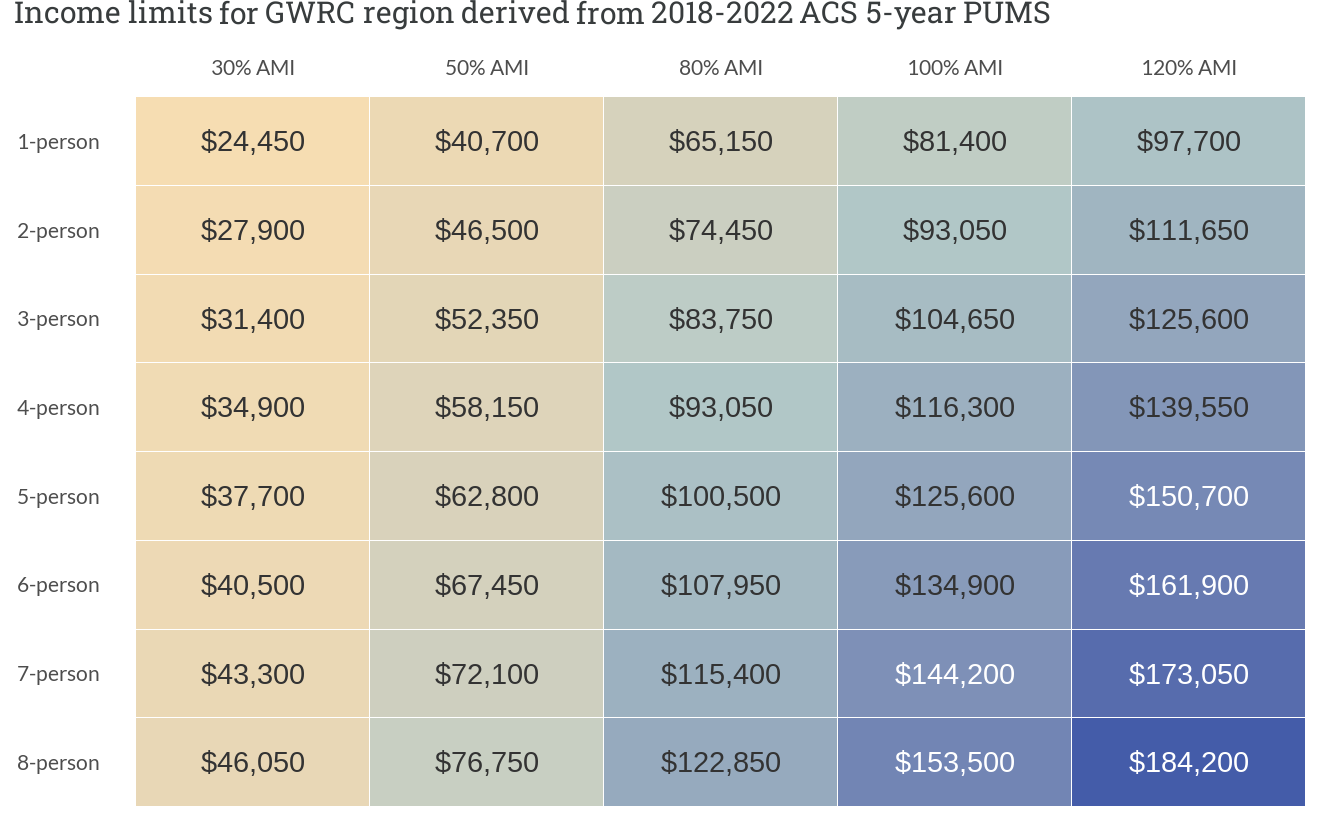 Income limits for GWRC region derived from 2018-2022 ACS 5-year PUMS
30% AMI 50% AMI 80% AMI 100% AMI 120% AMI
1-person $24,450 $40,700 $65,150 $81,400 $97,700
2-person $27,900 $46,500 $74,450 $93,050 $111,650
3-person $31,400 $52,350 $83,750 $104,650 $125,600
4-person $34,900 $58,150 $93,050 $116,300 $139,550
5-person $37,700 $62,800 $100,500 $125,600 $150,700
6-person $40,500 $67,450 $107,950 $134,900 $161,900
7-person $43,300 $72,100 $115,400 $144,200 $173,050
8-person $46,050 $76,750 $122,850 $153,500 $184,200